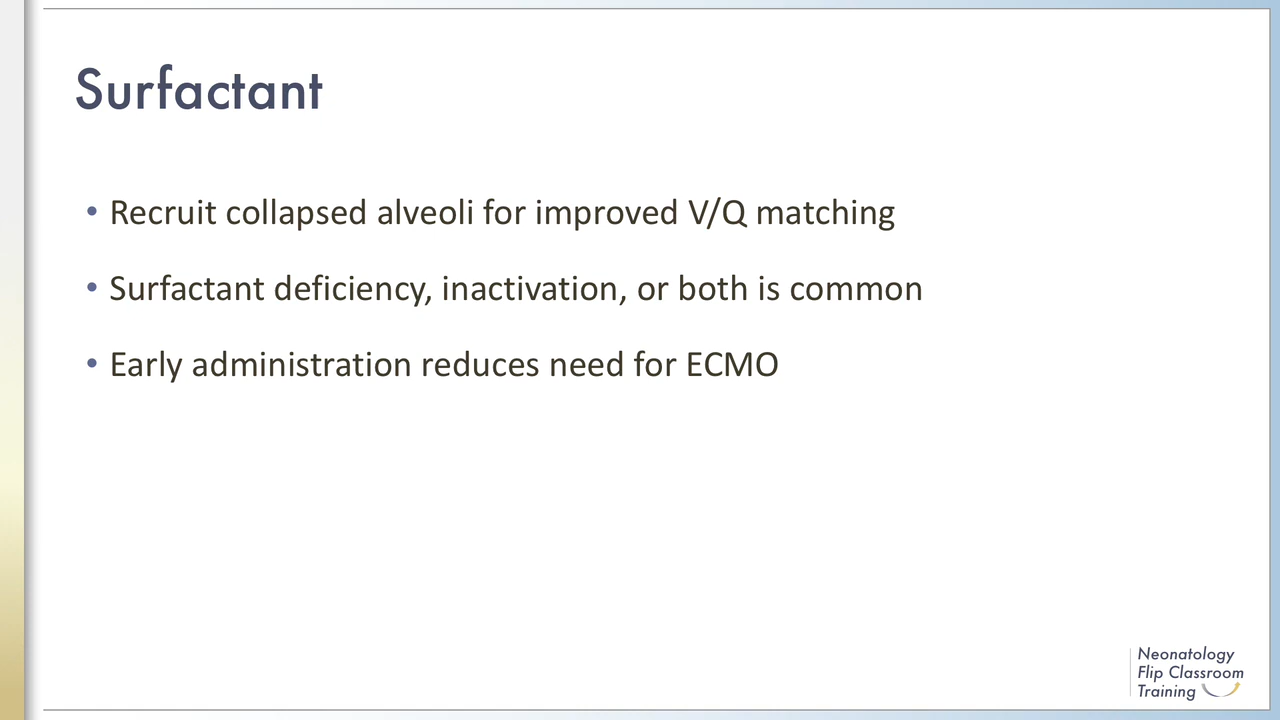 Surfactant
• Recruit collapsed alveoli for improved V/Q matching
• Surfactant deficiency, inactivation, or both is common
• Early administration reduces need for ECMO
Neonatology
Flip Classroom
Training